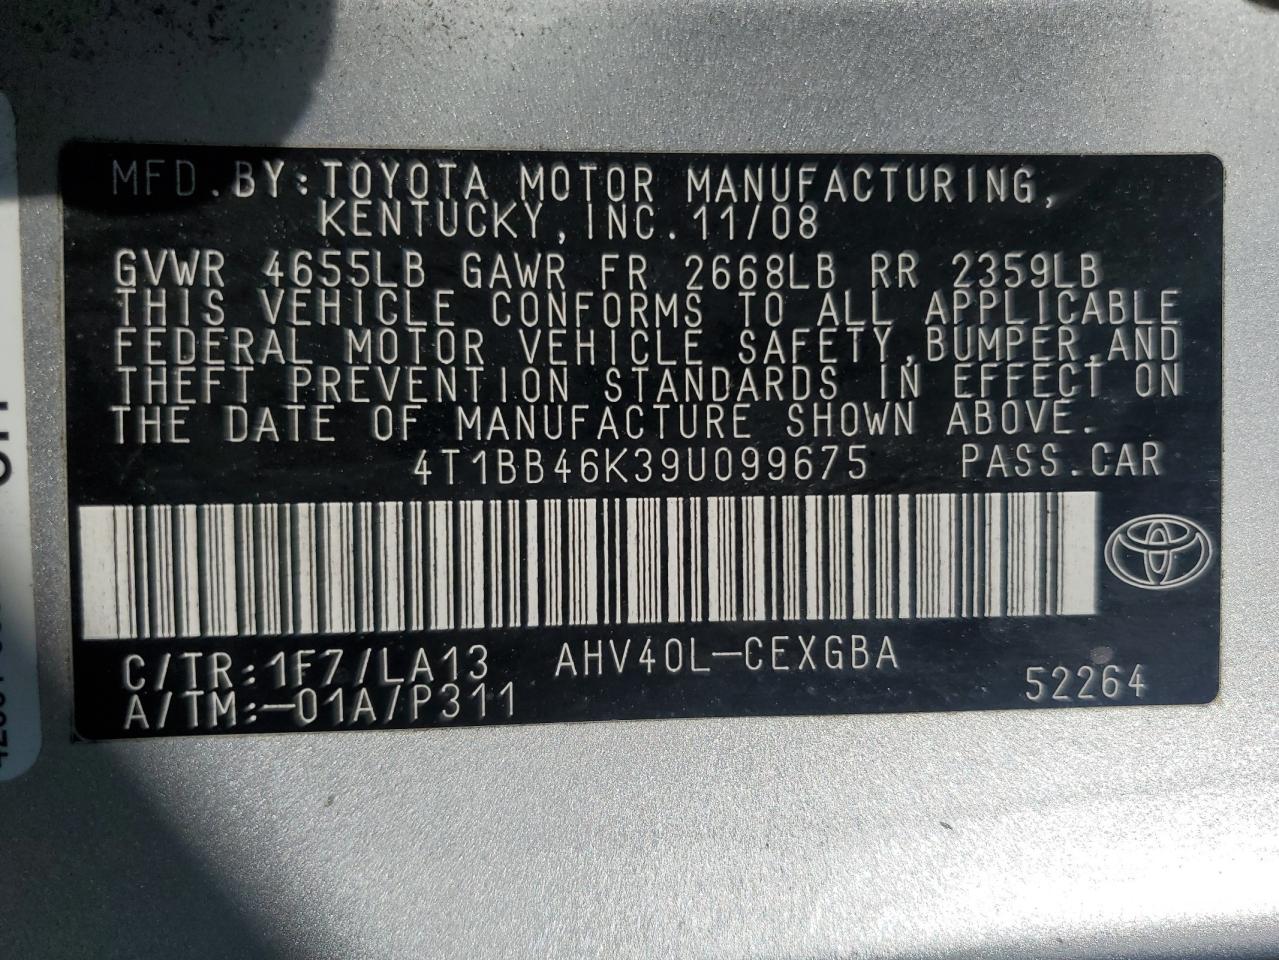 MFD.BY:TOYOTA MOTOR MANUFACTURING,
KENTUCKY,INC.11/08
GVWR 4655LB GAWR FR 2668LB RR 2359LB
THIS VEHICLE CONFORMS TO ALL APPLICABLE
FEDERAL MOTOR VEHICLE SAFETY,BUMPER,AND
THEFT PREVENTION STANDARDS IN EFFECT ON
THE DATE OF MANUFACTURE SHOWN ABOVE.
4T1BB46K39U099675 PASS.CAR
C/TR:1F7/LA13 AHV40L-CEXGBA
A/TM:-01A/P311 52264